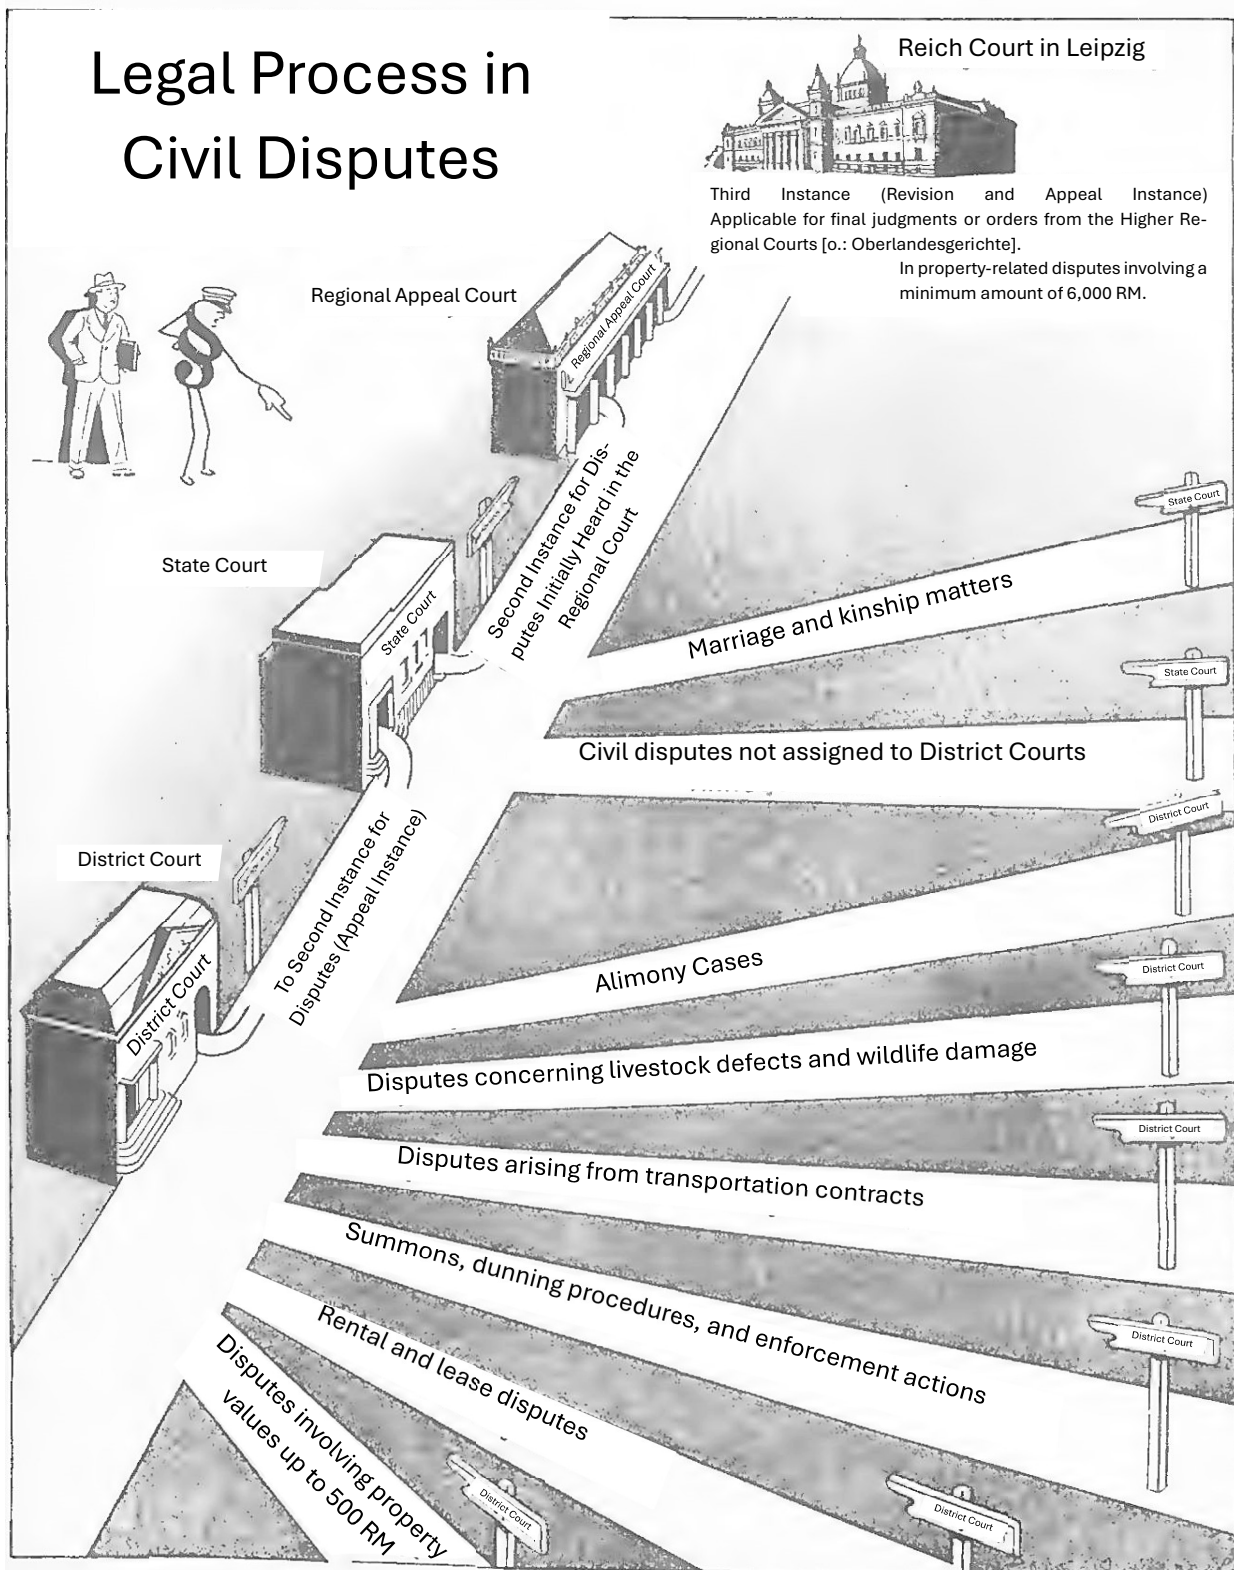 Legal Process in
Civil Disputes
Reich Court in Leipzig
Third Instance (Revision and Appeal Instance)
Applicable for final judgments or orders from the Higher Re-
gional Courts [o.: Oberlandesgerichte].
In property-related disputes involving a
minimum amount of 6,000 RM.
Regional Appeal Court
Regional Appeal Court
§
Second Instance for Dis-
putes Initially Heard in the
Regional Court
State Court
State Court
State Court
Marriage and kinship matters
State Court
Civil disputes not assigned to District Courts
District Court
District Court
District Court
To Second Instance for
Disputes (Appeal Instance)
Alimony Cases
District Court
Disputes concerning livestock defects and wildlife damage
District Court
Disputes arising from transportation contracts
Summons, dunning procedures, and enforcement actions
District Court
Rental and lease disputes
District Court
Disputes involving property
values up to 500 RM
District Court